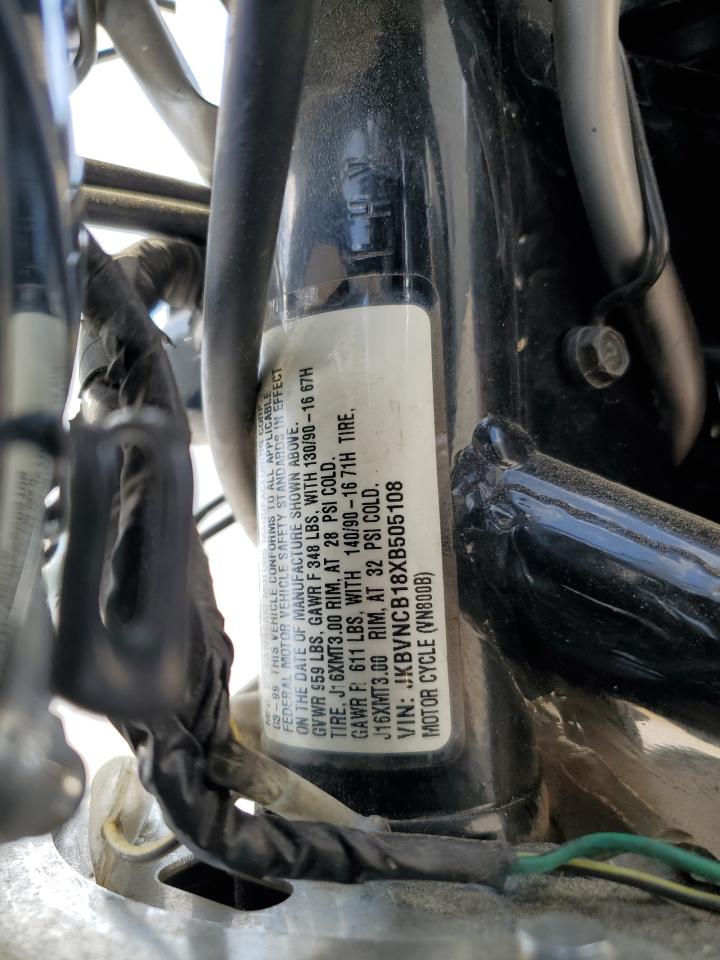 03-99 THIS VEHICLE CONFORMS TO ALL APPLICABLE
FEDERAL MOTOR VEHICLE SAFETY STANDARDS IN EFFECT
ON THE DATE OF MANUFACTURE SHOWN ABOVE.
GVWR 959 LBS, GAWR F 348 LBS, WITH 130/90-16 67H
TIRE, J16XMT3.00 RIM, AT 28 PSI COLD.
GAWR R 611 LBS, WITH 140/90-16 71H TIRE,
J16XMT3.00 RIM, AT 32 PSI COLD.
VIN: JKBVNCB18XB505108
MOTOR CYCLE (VN800B)